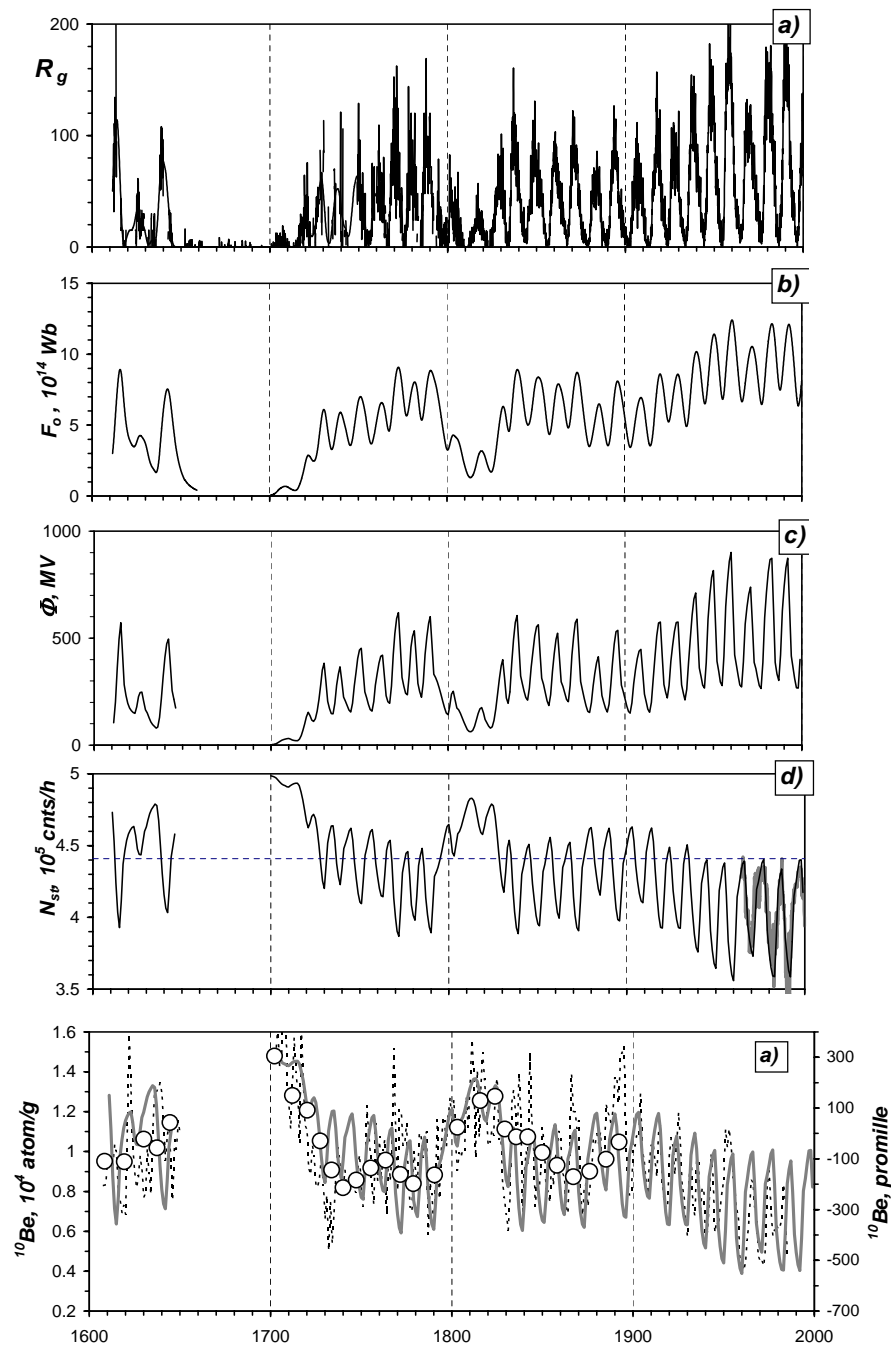 a)
200
R g
100
0
b)
15
10
5
0
F o , 10 14 Wb
c)
1000
500
0
Φ, MV
d)
5
4.5
4
3.5
N st, 10 5 cnts/h
a)
1.6
1.4
1.2
1
0.8
0.6
0.4
0.2
10 Be, 10 4 atom/g
300
100
-100
-300
-500
-700
10 Be, promille
1600 1700 1800 1900 2000